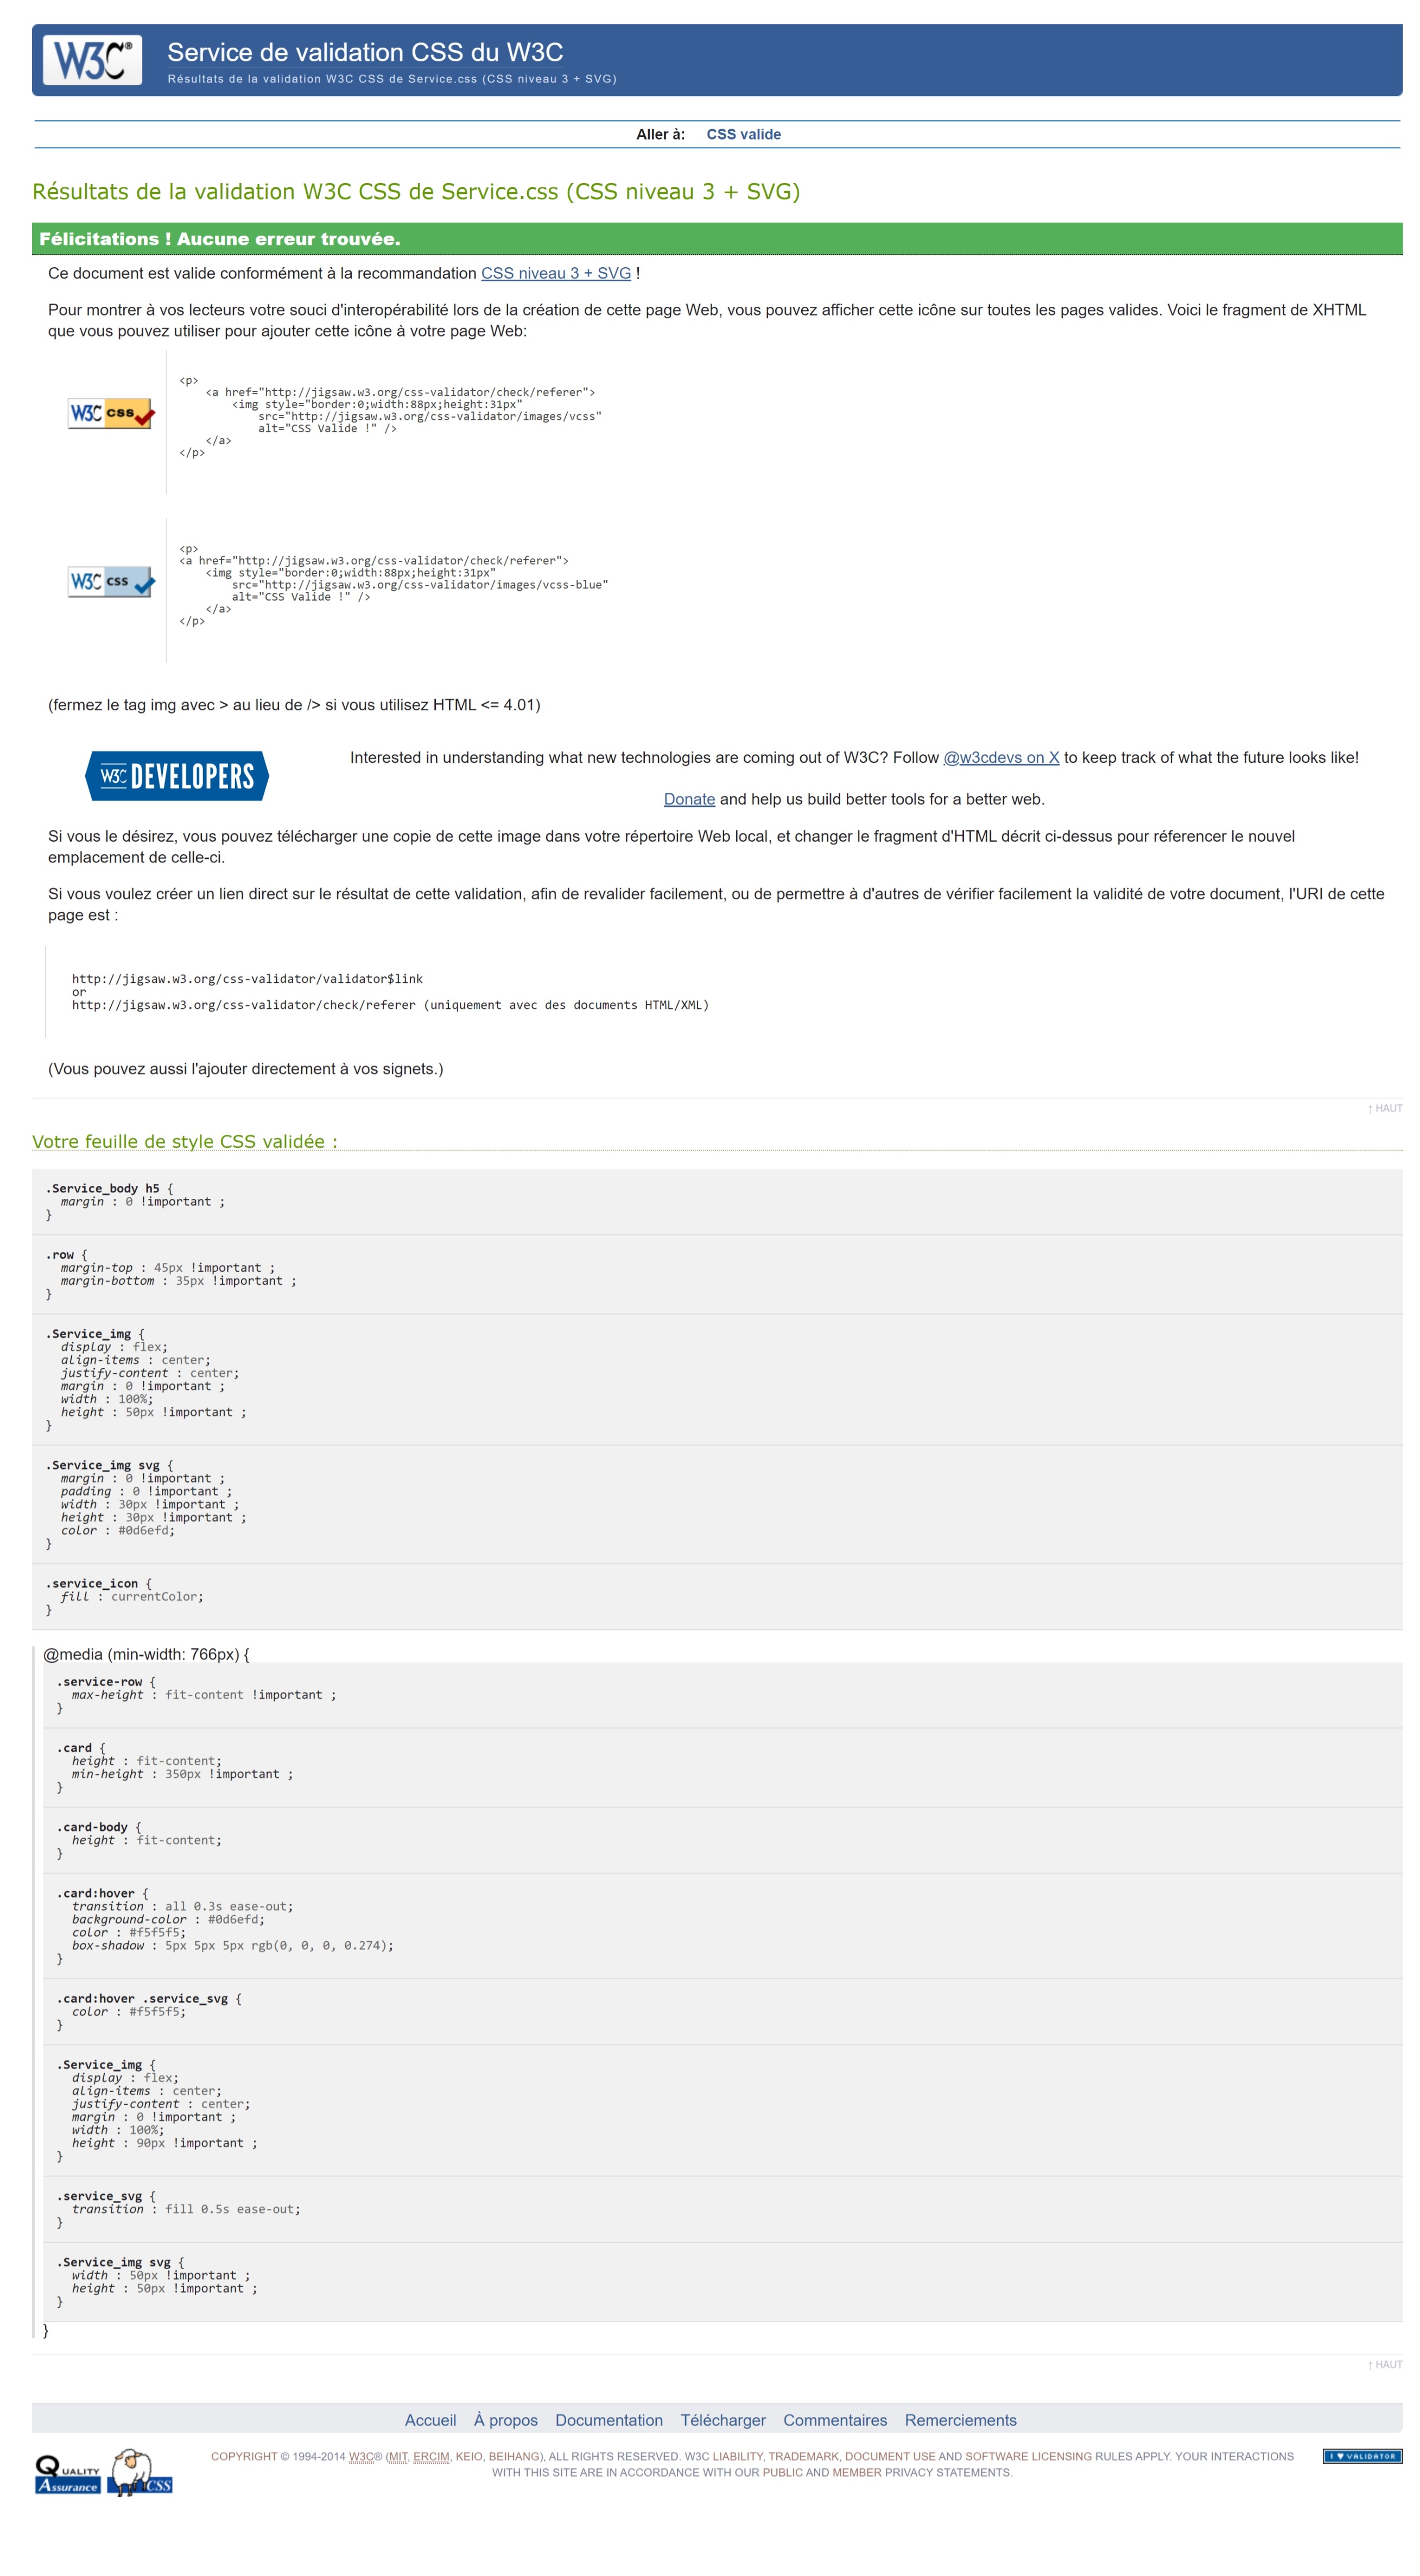 W3C®
Service de validation CSS du W3C
Résultats de la validation W3C CSS de Service.css (CSS niveau 3 + SVG)
Aller à: CSS valide
Résultats de la validation W3C CSS de Service.css (CSS niveau 3 + SVG)
Félicitations ! Aucune erreur trouvée.
Ce document est valide conformément à la recommandation CSS niveau 3 + SVG !
Pour montrer à vos lecteurs votre souci d'interopérabilité lors de la création de cette page Web, vous pouvez afficher cette icône sur toutes les pages valides. Voici le fragment de XHTML
que vous pouvez utiliser pour ajouter cette icône à votre page Web:
W3C css
<p>
<a href="http://jigsaw.w3.org/css-validator/check/referer">
<img style="border:0;width:88px;height:31px"
src="http://jigsaw.w3.org/css-validator/images/vcss"
alt="CSS Valide !" />
</a>
</p>
W3C css
<p>
<a href="http://jigsaw.w3.org/css-validator/check/referer">
<img style="border:0;width:88px;height:31px"
src="http://jigsaw.w3.org/css-validator/images/vcss-blue"
alt="CSS Valide !" />
</a>
</p>
(fermez le tag img avec > au lieu de /> si vous utilisez HTML <= 4.01)
W3C DEVELOPERS
Interested in understanding what new technologies are coming out of W3C? Follow @w3cdevs on X to keep track of what the future looks like!
Donate and help us build better tools for a better web.
Si vous le désirez, vous pouvez télécharger une copie de cette image dans votre répertoire Web local, et changer le fragment d'HTML décrit ci-dessus pour réferencer le nouvel
emplacement de celle-ci.
Si vous voulez créer un lien direct sur le résultat de cette validation, afin de revalider facilement, ou de permettre à d'autres de vérifier facilement la validité de votre document, l'URI de cette
page est :
http://jigsaw.w3.org/css-validator/validator$link
or
http://jigsaw.w3.org/css-validator/check/referer (uniquement avec des documents HTML/XML)
(Vous pouvez aussi l'ajouter directement à vos signets.)
↑ HAUT
Votre feuille de style CSS validée :
.Service_body h5 {
margin : 0 !important ;
}
.row {
margin-top : 45px !important ;
margin-bottom : 35px !important ;
}
.Service_img {
display : flex;
align-items : center;
justify-content : center;
margin : 0 !important ;
width : 100%;
height : 50px !important ;
}
.Service_img svg {
margin : 0 !important ;
padding : 0 !important ;
width : 30px !important ;
height : 30px !important ;
color : #0d6efd;
}
.service_icon {
fill : currentColor;
}
@media (min-width: 766px) {
.service-row {
max-height : fit-content !important ;
}
.card {
height : fit-content;
min-height : 350px !important ;
}
.card-body {
height : fit-content;
}
.card:hover {
transition : all 0.3s ease-out;
background-color : #0d6efd;
color : #f5f5f5;
box-shadow : 5px 5px 5px rgb(0, 0, 0, 0.274);
}
.card:hover .service_svg {
color : #f5f5f5;
}
.Service_img {
display : flex;
align-items : center;
justify-content : center;
margin : 0 !important ;
width : 100%;
height : 90px !important ;
}
.service_svg {
transition : fill 0.5s ease-out;
}
.Service_img svg {
width : 50px !important ;
height : 50px !important ;
}
}
↑ HAUT
Accueil À propos Documentation Télécharger Commentaires Remerciements
QUALITY
Assurance
CSS
COPYRIGHT © 1994-2014 W3C® (MIT, ERCIM, KEIO, BEIHANG), ALL RIGHTS RESERVED. W3C LIABILITY, TRADEMARK, DOCUMENT USE AND SOFTWARE LICENSING RULES APPLY. YOUR INTERACTIONS
WITH THIS SITE ARE IN ACCORDANCE WITH OUR PUBLIC AND MEMBER PRIVACY STATEMENTS.
I ♥ VALIDATOR